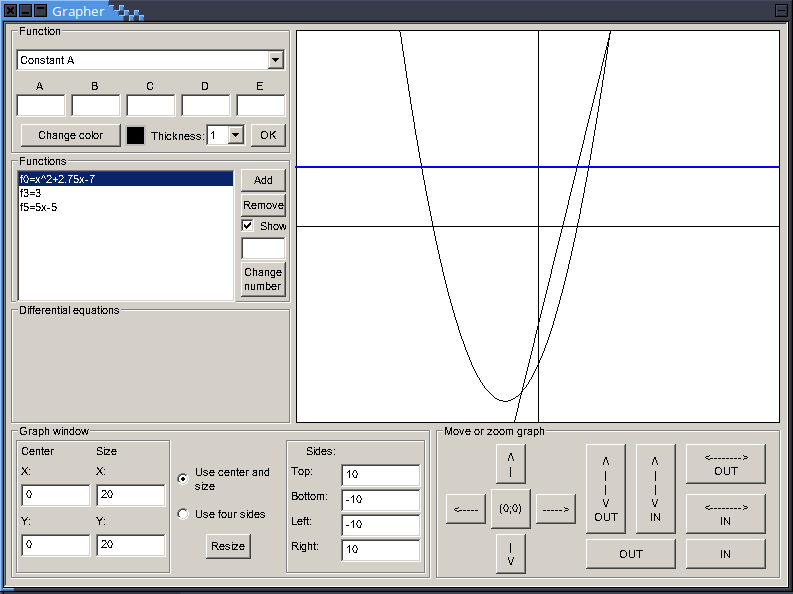 Grapher
Function
Constant A
A B C D E
Change color Thickness: 1 OK
Functions
f0=x^2+2.75x-7
f3=3
f5=5x-5
Add
Remove
Show
Change
number
Differential equations
Graph window
Center Size
X: X:
0 20
Y: Y:
0 20
Use center and
size
Use four sides
Resize
Sides:
Top: 10
Bottom: -10
Left: -10
Right: 10
Move or zoom graph
Λ
|
<----- (0;0) ----->
|
V
Λ
|
|
V
OUT
Λ
|
|
V
IN
<-------->
OUT
<-------->
IN
OUT IN